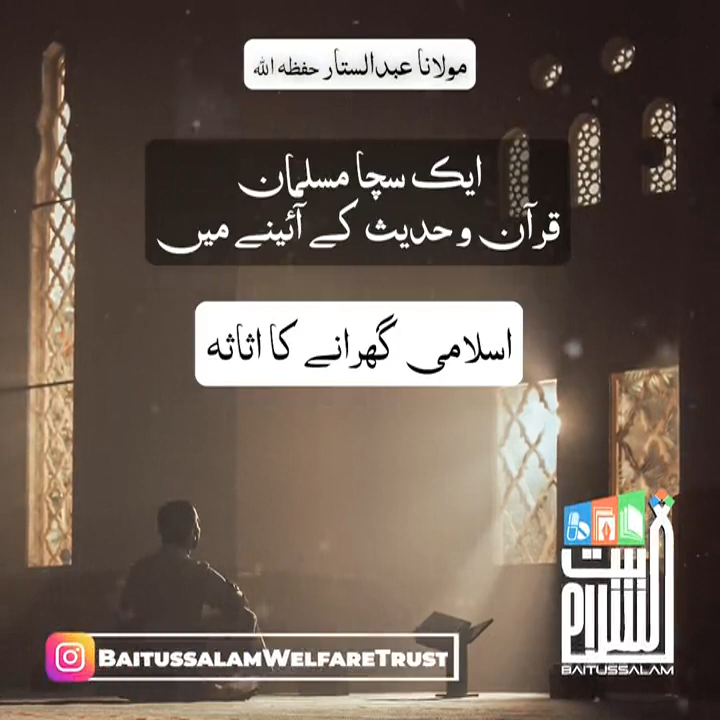 مولانا عبدالستار حفظہ اللہ
ایک سچا مسلمان
قرآن و حدیث کے آئینے میں
اسلامی گھرانے کا اثاثہ
بیت السلام
BAITUSSALAM
BAITUSSALAMWELFARETRUST